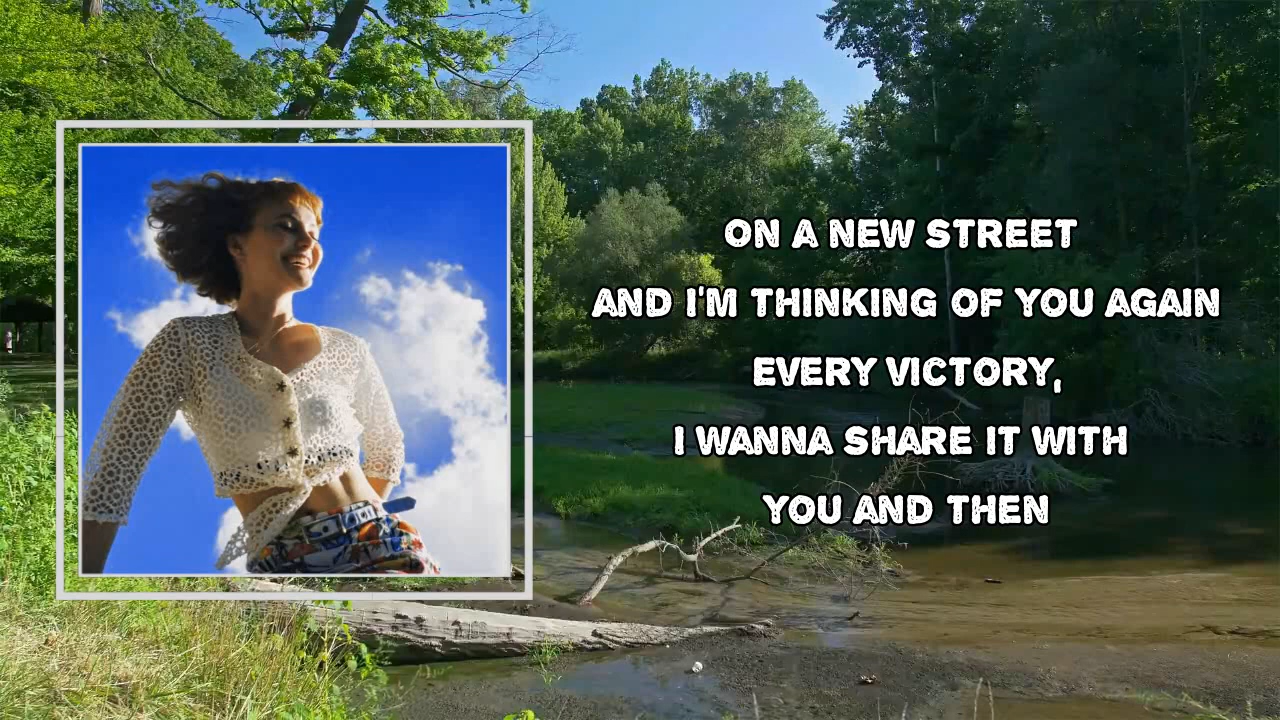 ON A NEW STREET
AND I'M THINKING OF YOU AGAIN
EVERY VICTORY,
I WANNA SHARE IT WITH
YOU AND THEN